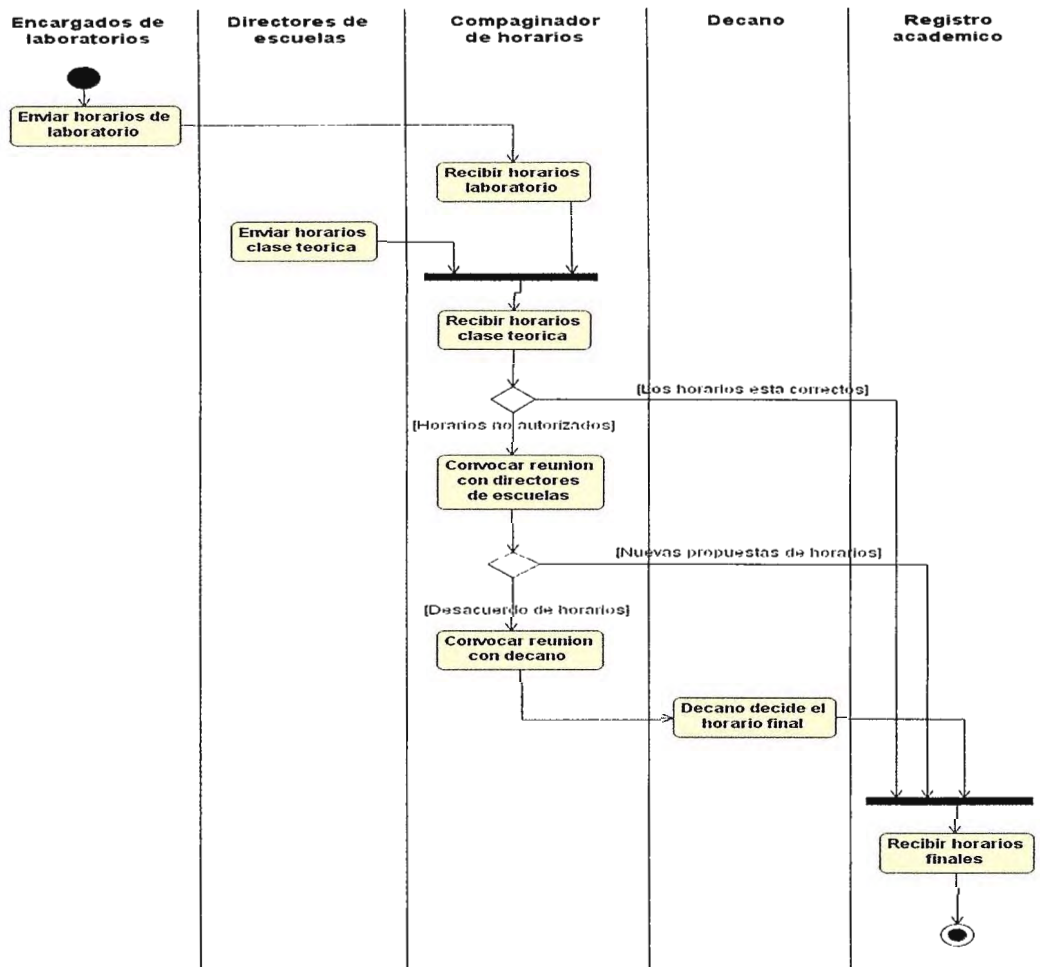 Encargados de
laboratorios
Directores de
escuelas
Compaginador
de horarios
Decano
Registro
academico
Enviar horarios de
laboratorio
Recibir horarios
laboratorio
Enviar horarios
clase teorica
Recibir horarios
clase teorica
[Los horarios esta correctos]
[Horarios no autorizados]
Convocar reunion
con directores
de escuelas
[Nuevas propuestas de horarios]
[Desacuerdo de horarios]
Convocar reunion
con decano
Decano decide el
horario final
Recibir horarios
finales